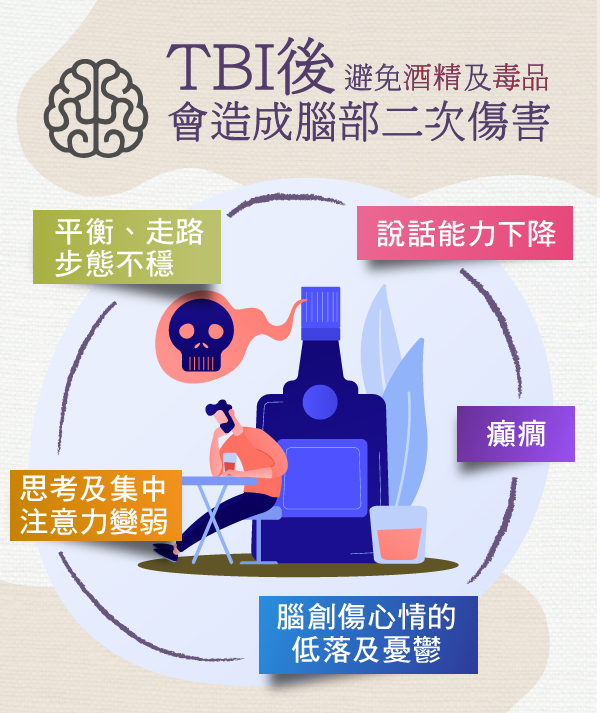 TBI後 避免酒精及毒品
會造成腦部二次傷害
平衡、走路
步態不穩
說話能力下降
癲癇
思考及集中
注意力變弱
腦創傷心情的
低落及憂鬱